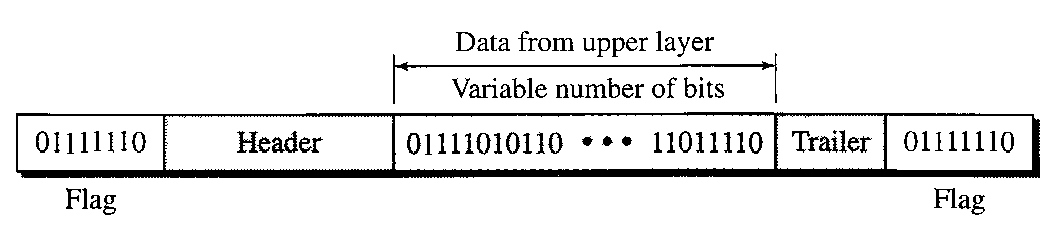 Data from upper layer
Variable number of bits
01111110 Header 01111010110 ••• 11011110 Trailer 01111110
Flag Flag